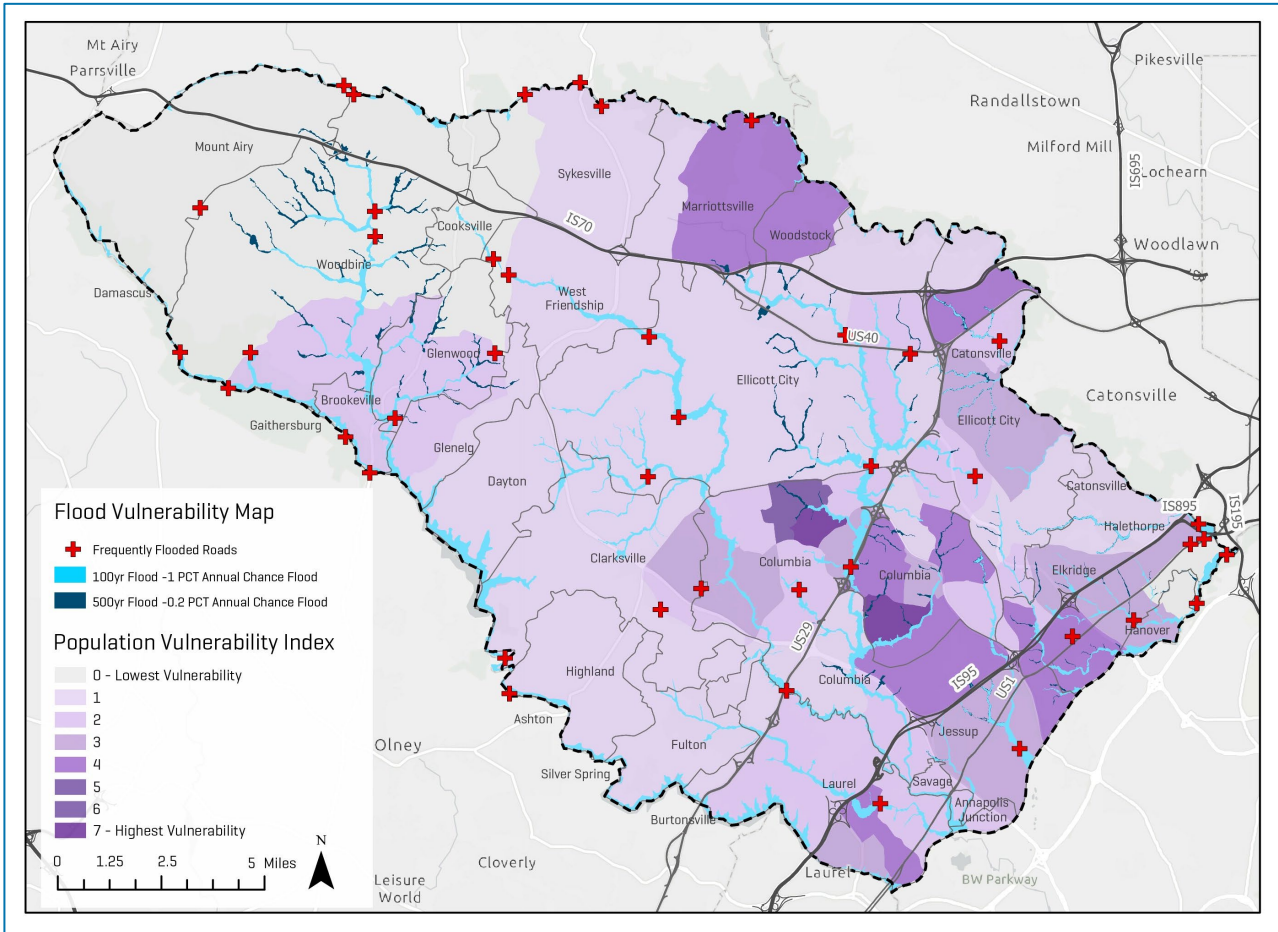 Mt Airy
Parrsville
Pikesville
Randallstown
Milford Mill
Lochearn
IS695
Mount Airy
Sykesville
Marriottsville
Woodstock
Woodlawn
IS70
Cooksville
Woodbine
Damascus
West
Friendship
US40
Glenwood
Catonsville
Ellicott City
Brookeville
Catonsville
Gaithersburg
Ellicott City
Glenelg
Dayton
Catonsville
IS895
IS195
Halethorpe
Clarksville
Columbia
Columbia
Elkridge
Hanover
US29
Highland
Columbia
IS95
US1
Ashton
Jessup
Olney
Fulton
Silver Spring
Laurel
Savage
Annapolis
Junction
Burtonsville
Cloverly
Laurel
BW Parkway
Leisure
World
Flood Vulnerability Map
Frequently Flooded Roads
100yr Flood -1 PCT Annual Chance Flood
500yr Flood -0.2 PCT Annual Chance Flood
Population Vulnerability Index
0 - Lowest Vulnerability
1
2
3
4
5
6
7 - Highest Vulnerability
N
0 1.25 2.5 5 Miles